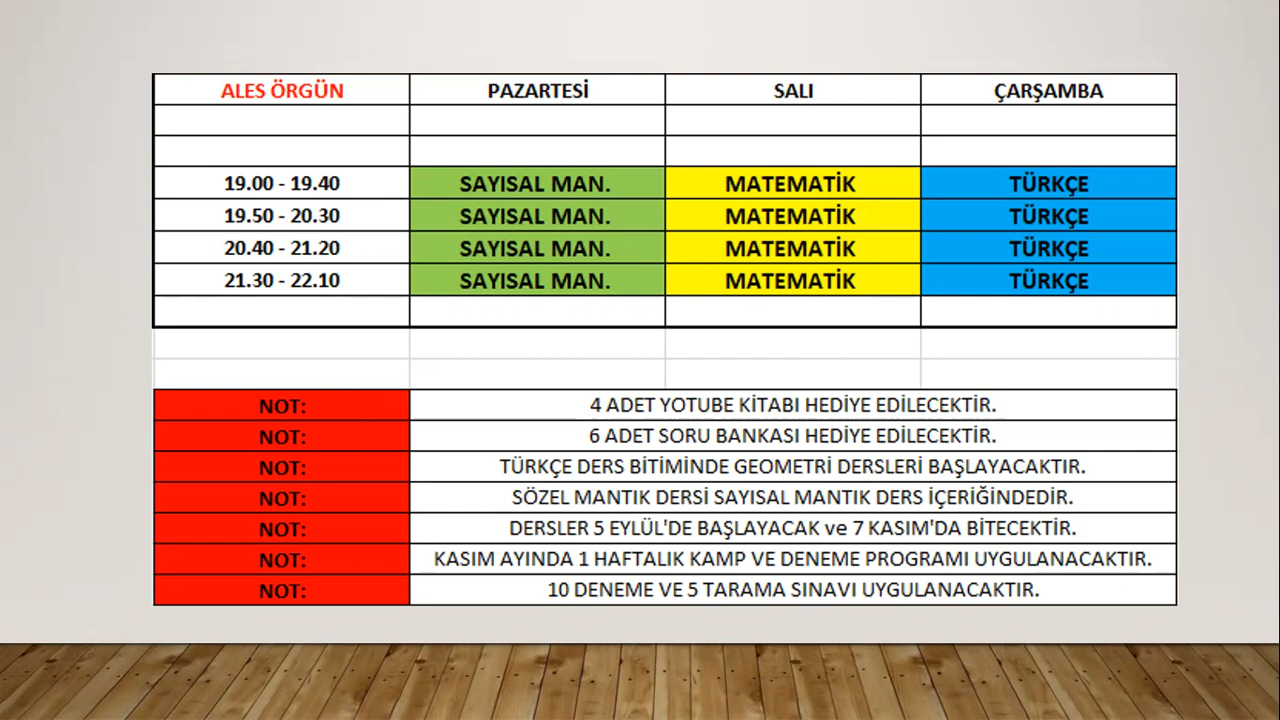 ALES ÖRGÜN PAZARTESİ SALI ÇARŞAMBA
19.00 - 19.40 SAYISAL MAN. MATEMATİK TÜRKÇE
19.50 - 20.30 SAYISAL MAN. MATEMATİK TÜRKÇE
20.40 - 21.20 SAYISAL MAN. MATEMATİK TÜRKÇE
21.30 - 22.10 SAYISAL MAN. MATEMATİK TÜRKÇE
NOT: 4 ADET YOTUBE KİTABI HEDİYE EDİLECEKTİR.
NOT: 6 ADET SORU BANKASI HEDİYE EDİLECEKTİR.
NOT: TÜRKÇE DERS BİTİMİNDE GEOMETRİ DERSLERİ BAŞLAYACAKTIR.
NOT: SÖZEL MANTIK DERSİ SAYISAL MANTIK DERS İÇERİĞİNDEDİR.
NOT: DERSLER 5 EYLÜL'DE BAŞLAYACAK ve 7 KASIM'DA BİTECEKTİR.
NOT: KASIM AYINDA 1 HAFTALIK KAMP VE DENEME PROGRAMI UYGULANACAKTIR.
NOT: 10 DENEME VE 5 TARAMA SINAVI UYGULANACAKTIR.